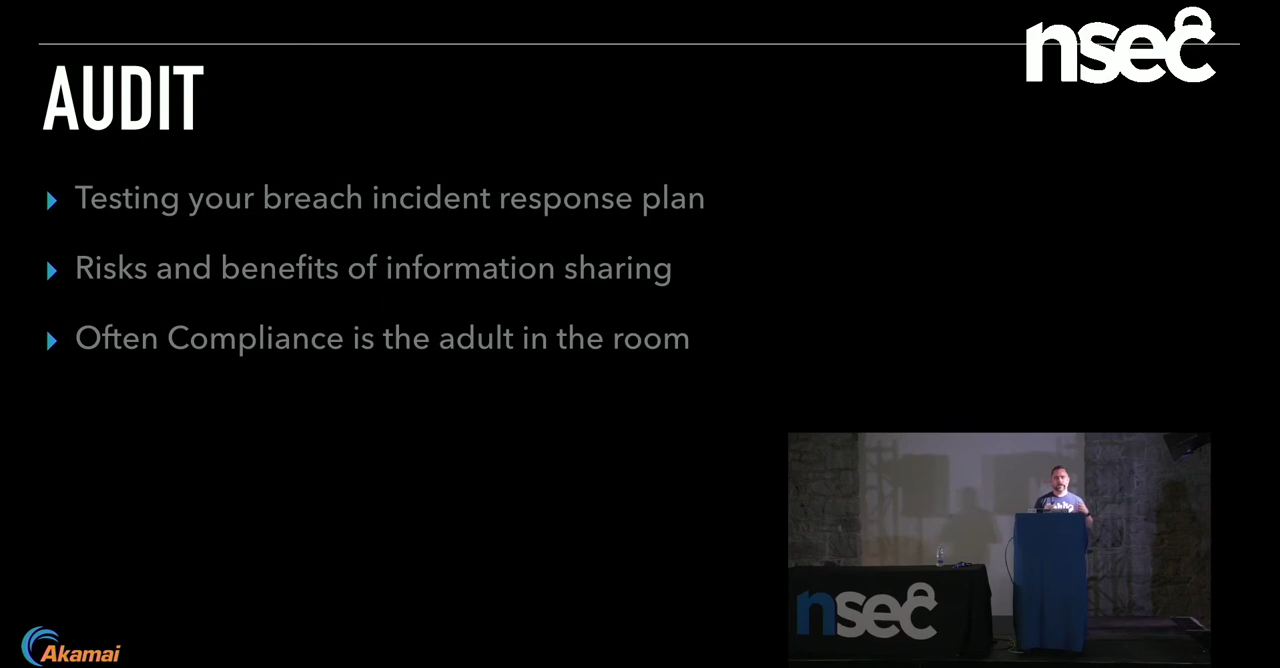 nsec
AUDIT
Testing your breach incident response plan
Risks and benefits of information sharing
Often Compliance is the adult in the room
nsec
Akamai